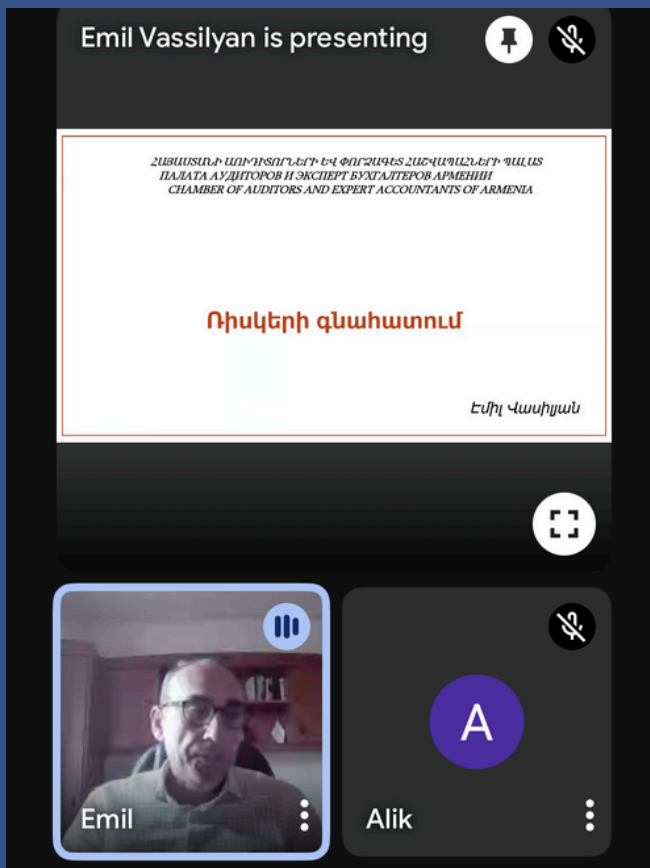 Emil Vassilyan is presenting
ՀԱՅԱՍՏԱՆԻ ԱՈՒԴԻՏՈՐՆԵՐԻ ԵՎ ՓՈՐՁԱԳԵՏ ՀԱՇՎԱՊԱՀՆԵՐԻ ՊԱԼԱՏ
ПАЛАТА АУДИТОРОВ И ЭКСПЕРТ БУХГАЛТЕРОВ АРМЕНИИ
CHAMBER OF AUDITORS AND EXPERT ACCOUNTANTS OF ARMENIA
Ռիսկերի գնահատում
Էմիլ Վասիլյան
A
Emil
Alik